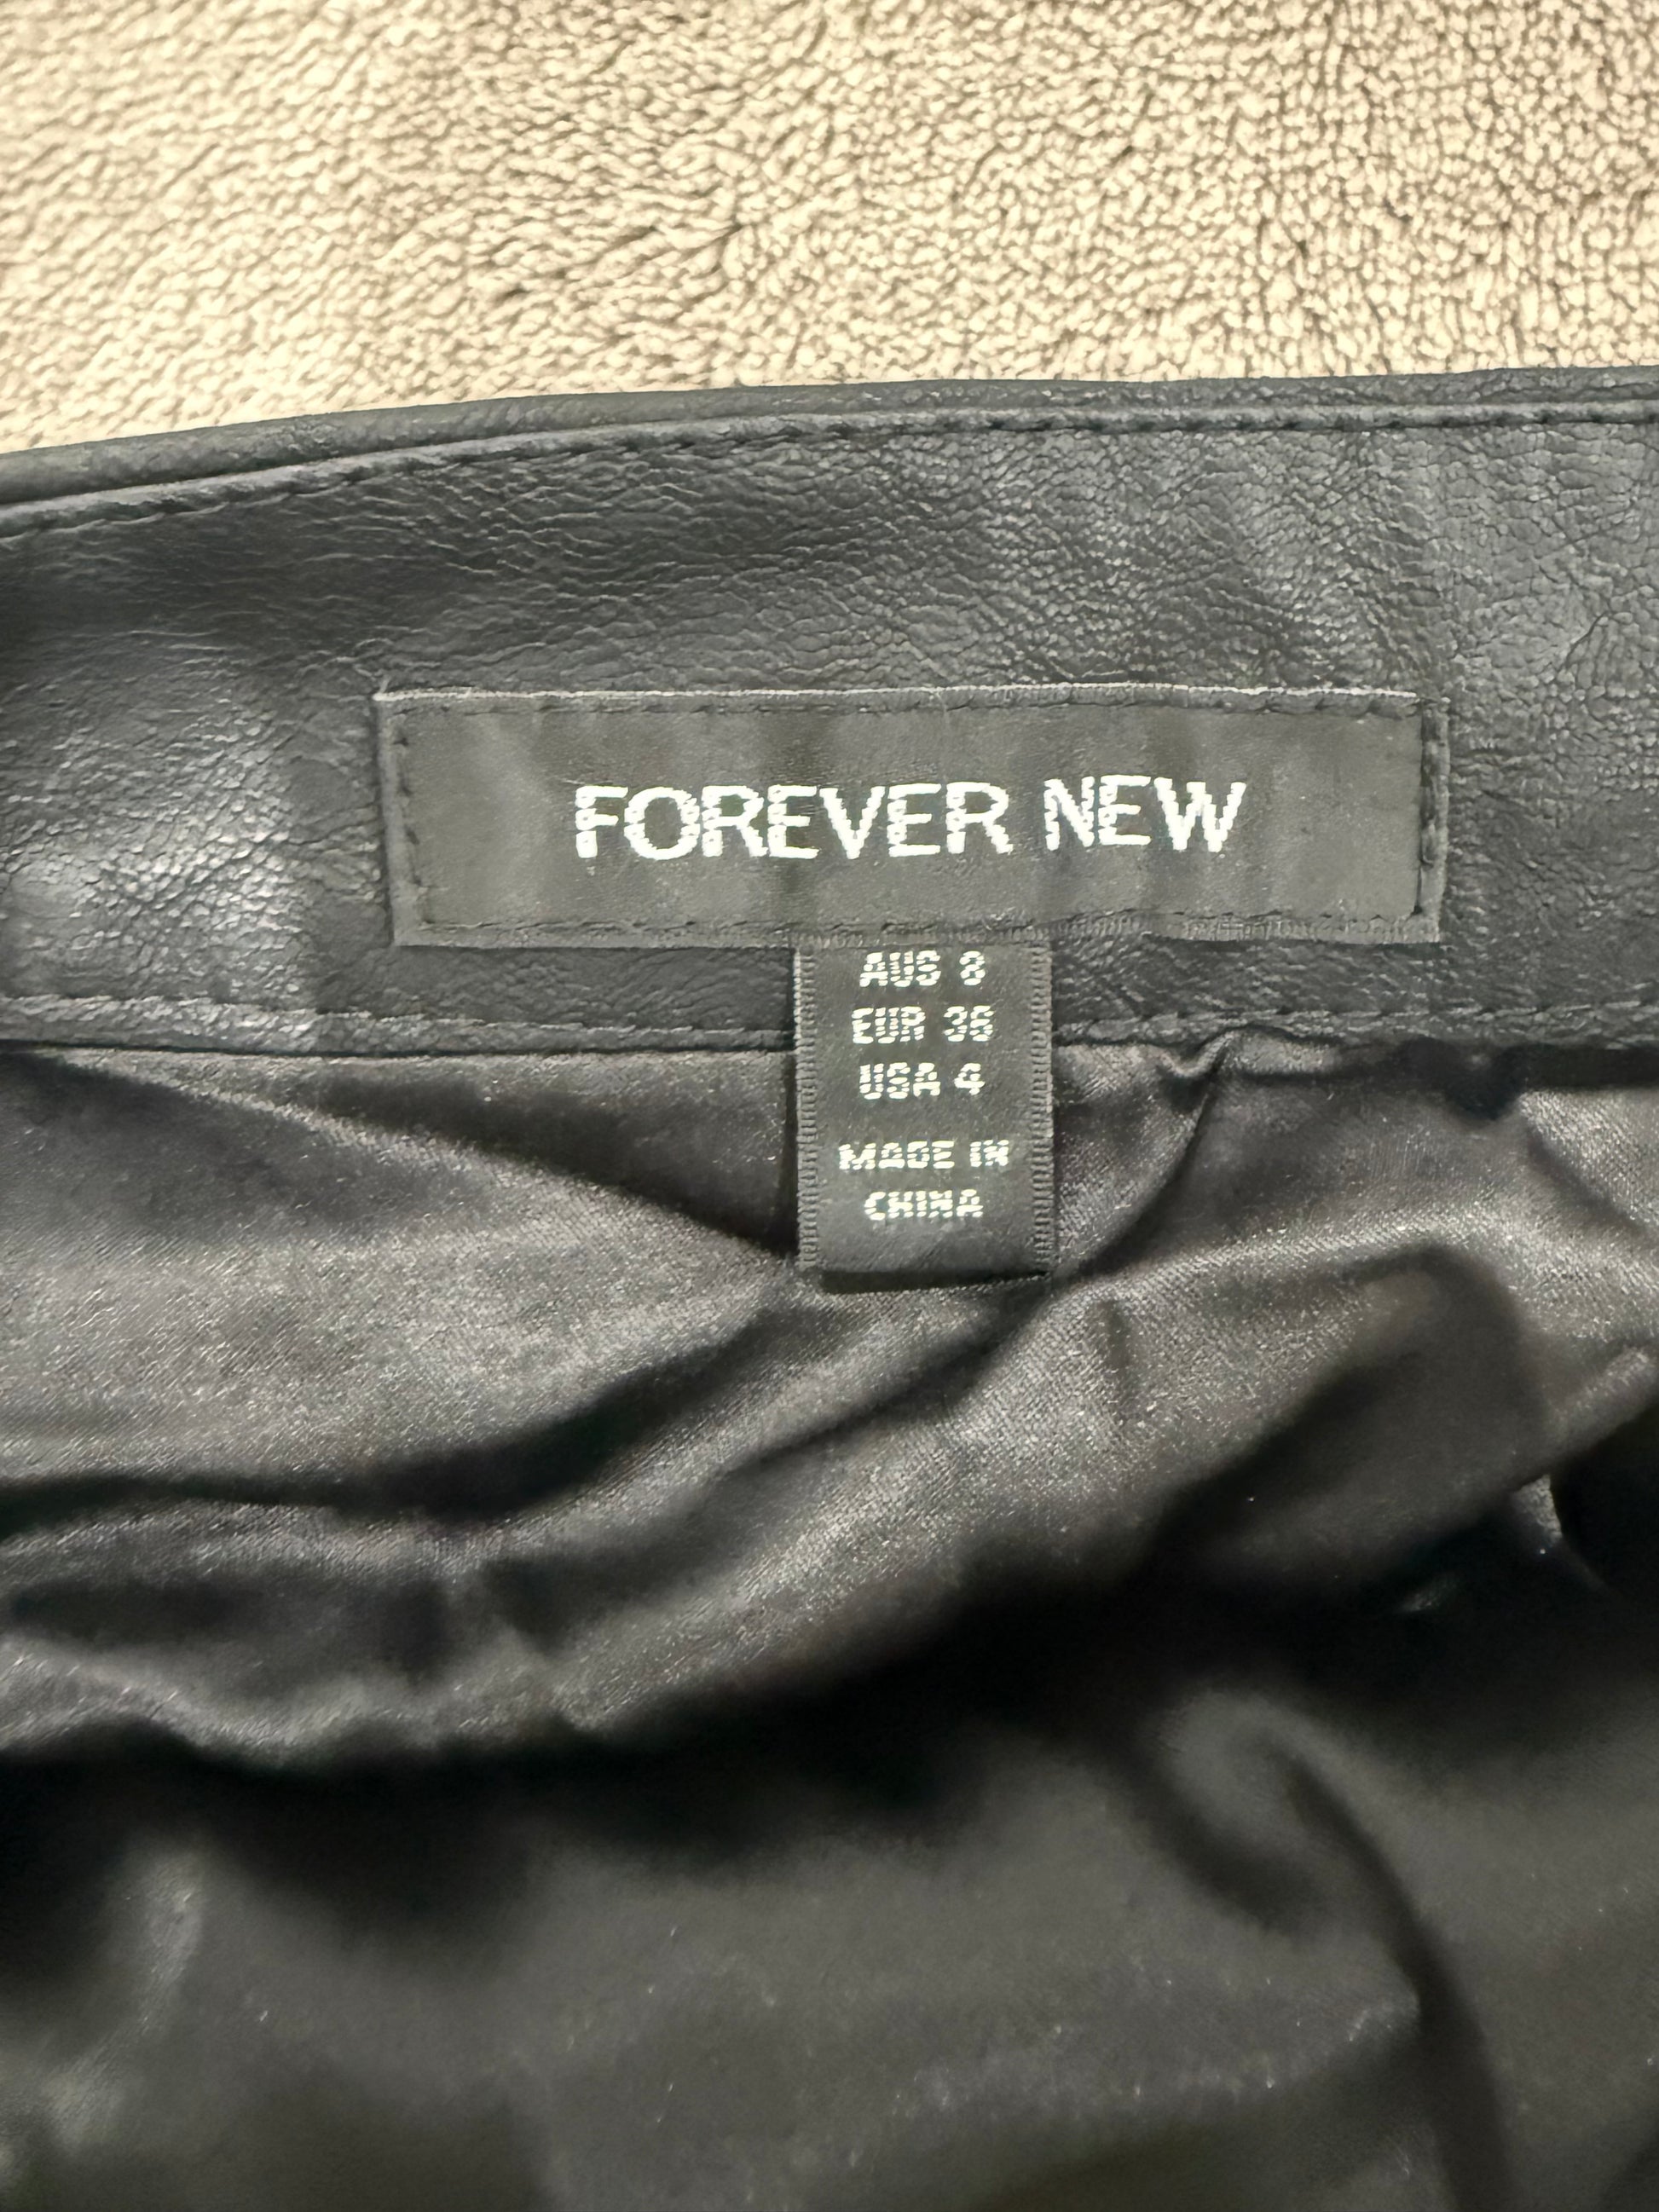 FOREVER NEW
AUS 8
EUR 36
USA 4
MADE IN
CHINA